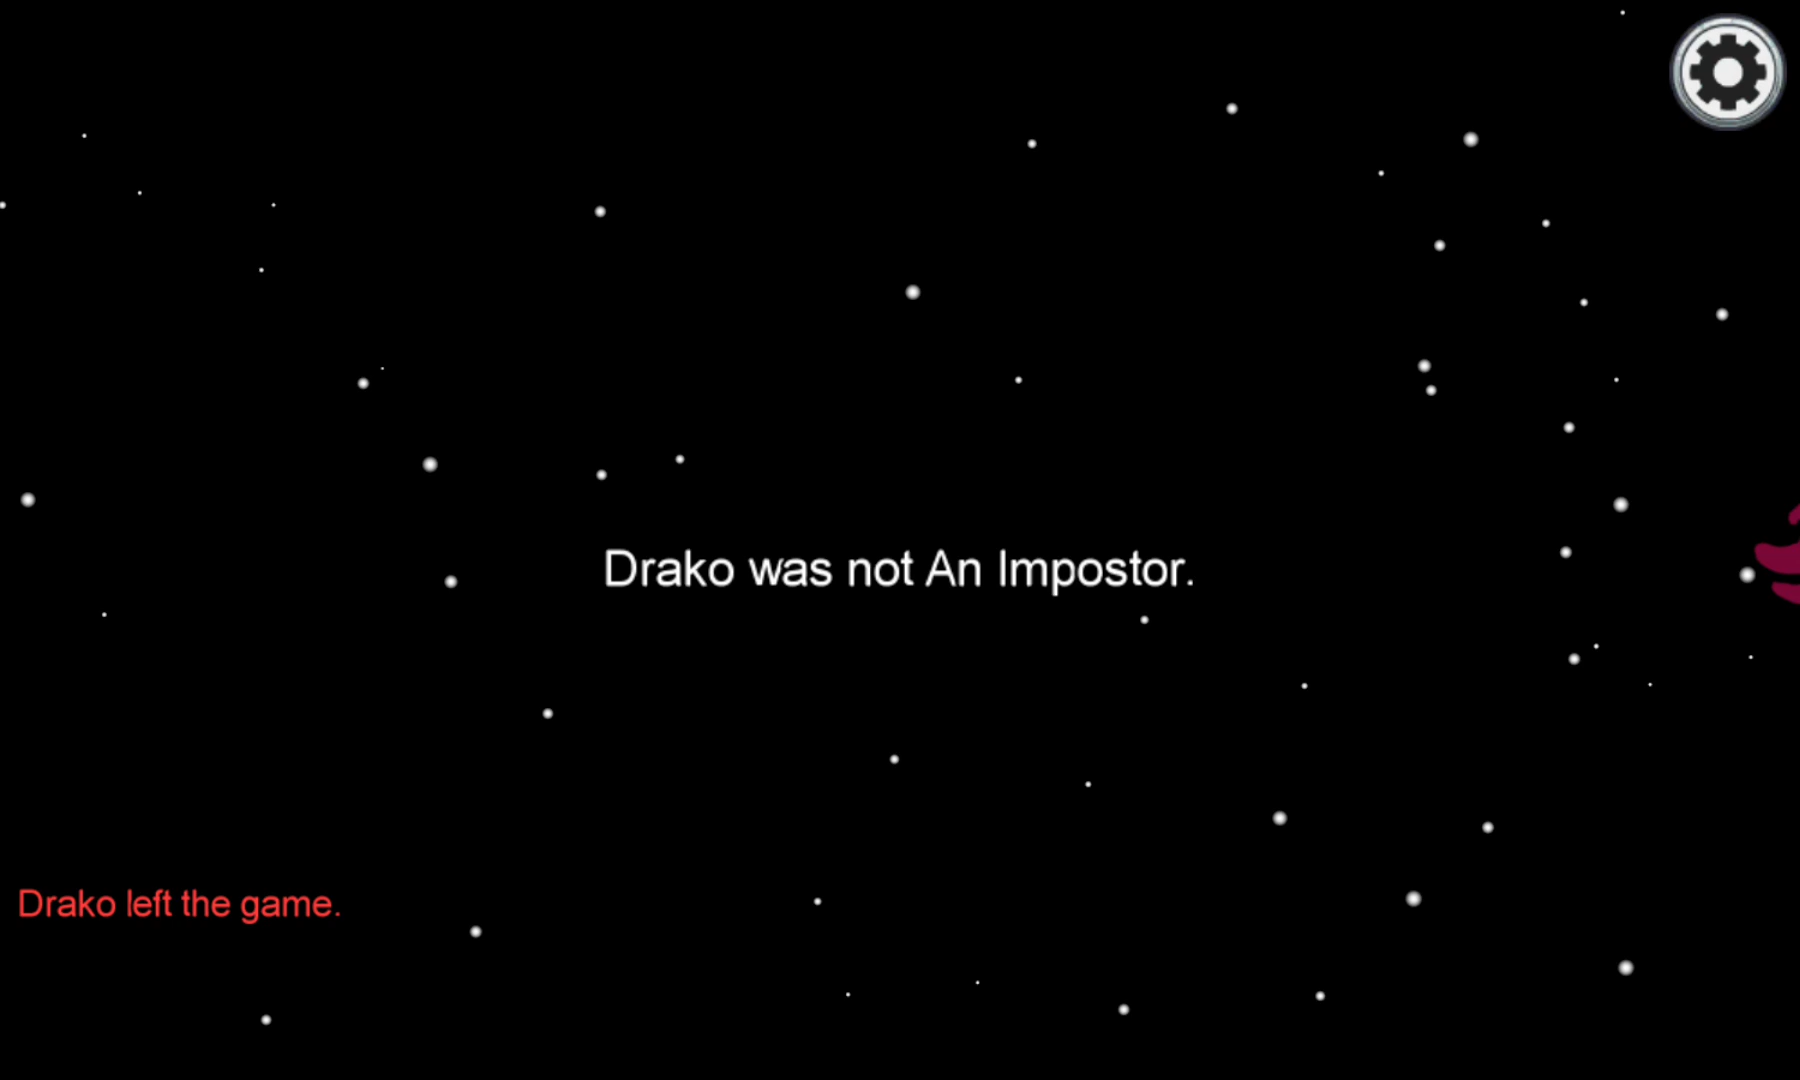 Drako was not An Impostor.
Drako left the game.